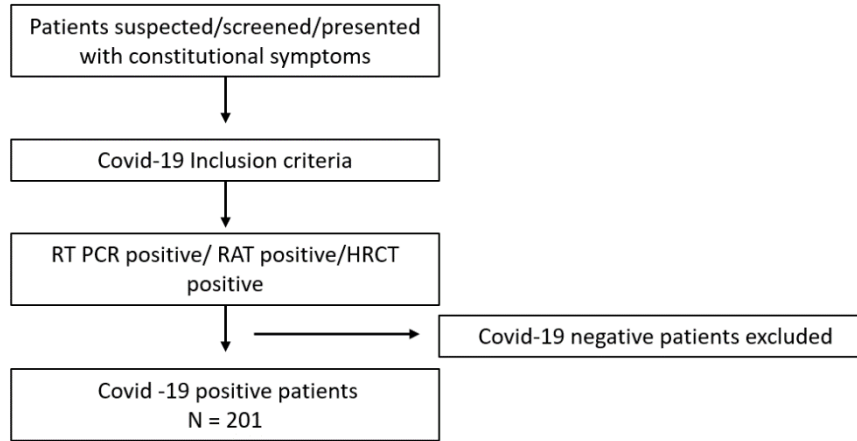 Patients suspected/screened/presented
with constitutional symptoms
Covid-19 Inclusion criteria
RT PCR positive/ RAT positive/HRCT
positive
Covid-19 negative patients excluded
Covid -19 positive patients
N = 201